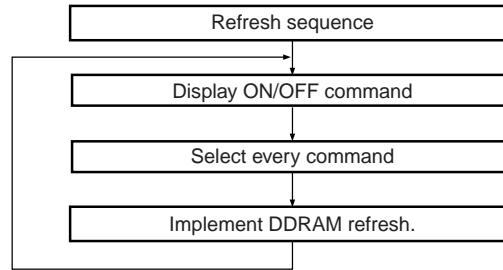 Refresh sequence
Display ON/OFF command
Select every command
Implement DDRAM refresh.